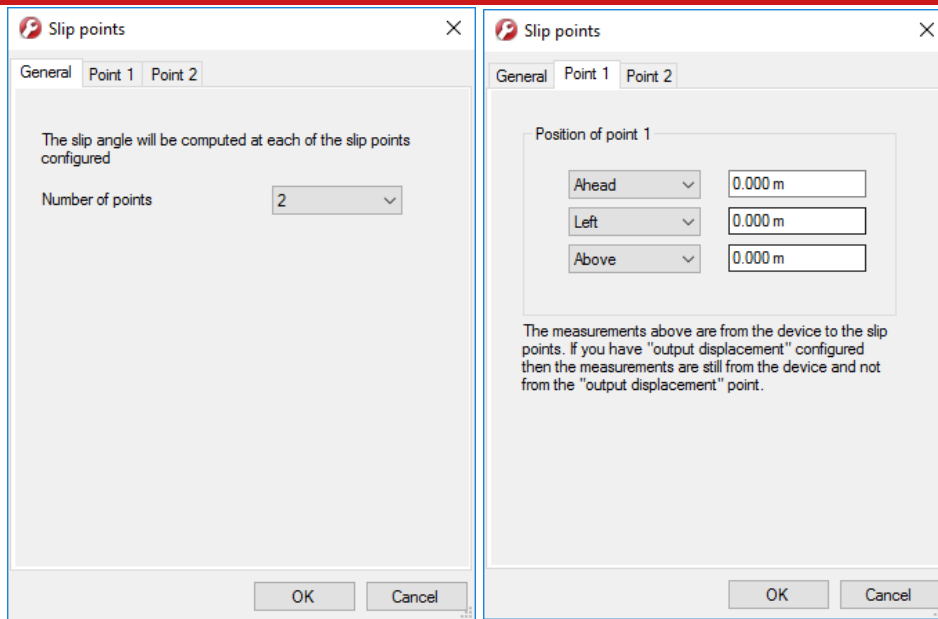 Slip points
General Point 1 Point 2
The slip angle will be computed at each of the slip points
configured
Number of points 2
OK Cancel
Slip points
General Point 1 Point 2
Position of point 1
Ahead 0.000 m
Left 0.000 m
Above 0.000 m
The measurements above are from the device to the slip
points. If you have "output displacement" configured
then the measurements are still from the device and not
from the "output displacement" point.
OK Cancel